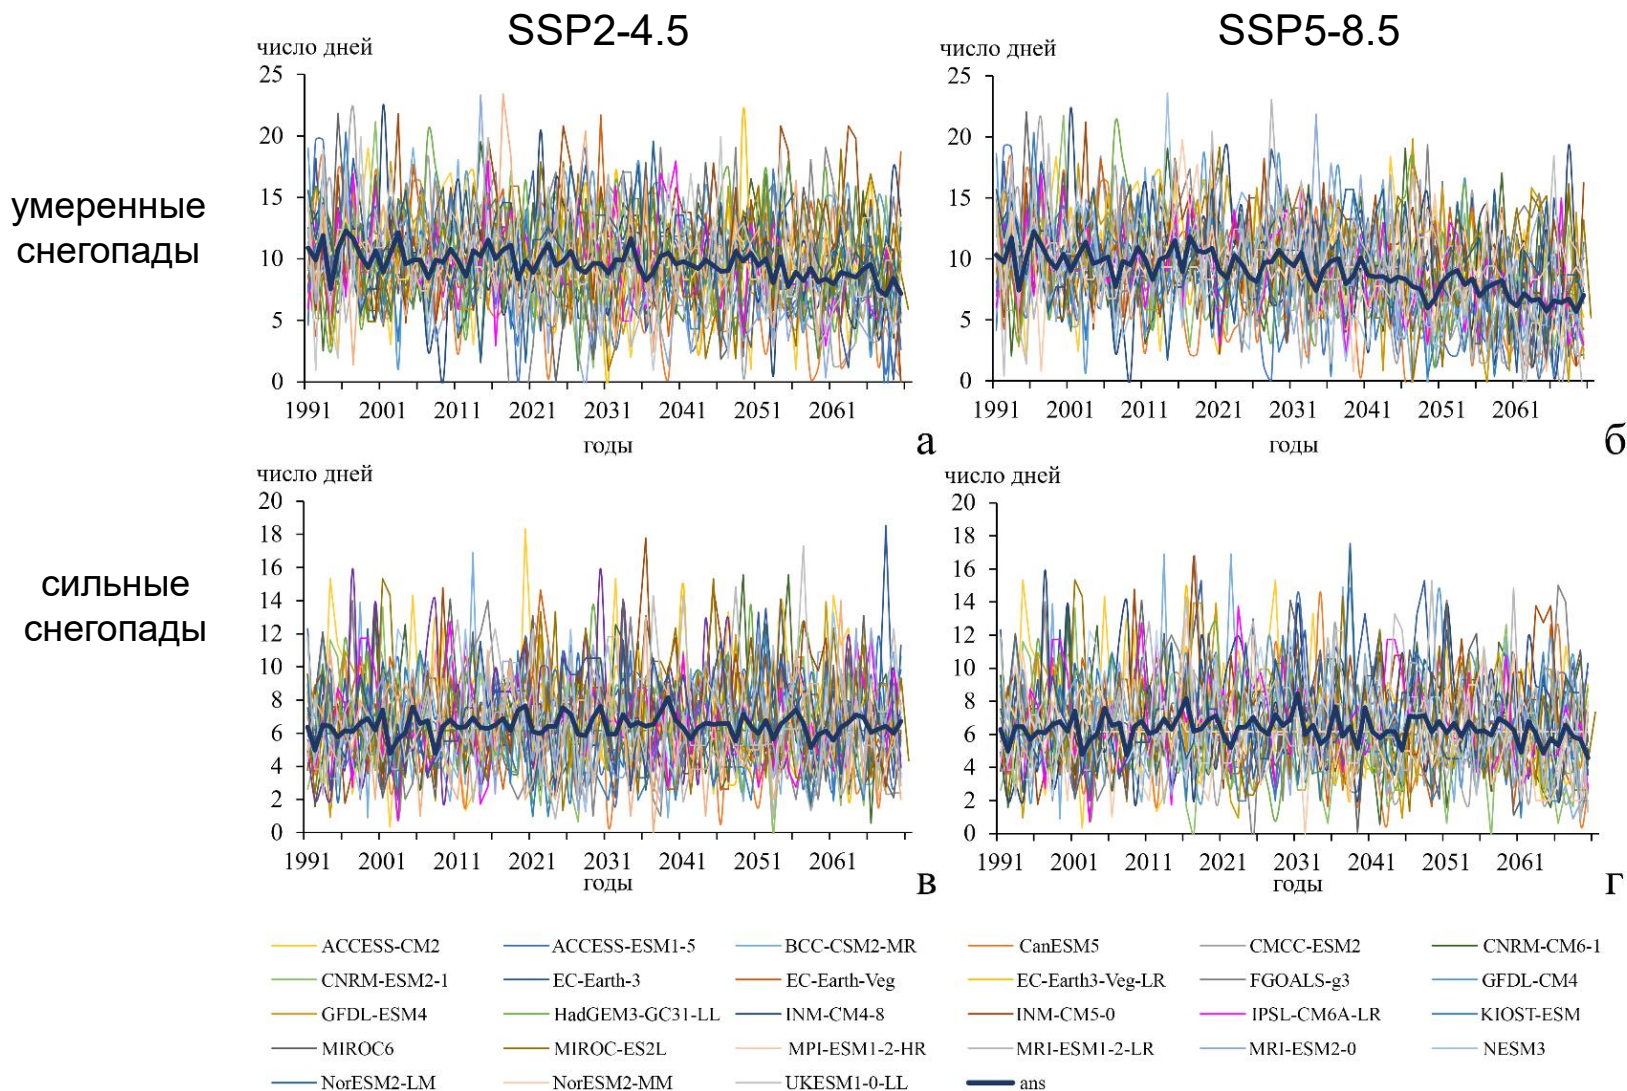 SSP2-4.5
SSP5-8.5
число дней
число дней
умеренные
снегопады
25
20
15
10
5
0
1991 2001 2011 2021 2031 2041 2051 2061
годы
а
25
20
15
10
5
0
1991 2001 2011 2021 2031 2041 2051 2061
годы
б
число дней
число дней
сильные
снегопады
20
18
16
14
12
10
8
6
4
2
0
1991 2001 2011 2021 2031 2041 2051 2061
годы
в
20
18
16
14
12
10
8
6
4
2
0
1991 2001 2011 2021 2031 2041 2051 2061
годы
г
ACCESS-CM2 ACCESS-ESM1-5 BCC-CSM2-MR CanESM5 CMCC-ESM2 CNRM-CM6-1
CNRM-ESM2-1 EC-Earth-3 EC-Earth-Veg EC-Earth3-Veg-LR FGOALS-g3 GFDL-CM4
GFDL-ESM4 HadGEM3-GC31-LL INM-CM4-8 INM-CM5-0 IPSL-CM6A-LR KIOST-ESM
MIROC6 MIROC-ES2L MPI-ESM1-2-HR MRI-ESM1-2-LR MRI-ESM2-0 NESM3
NorESM2-LM NorESM2-MM UKESM1-0-LL ans